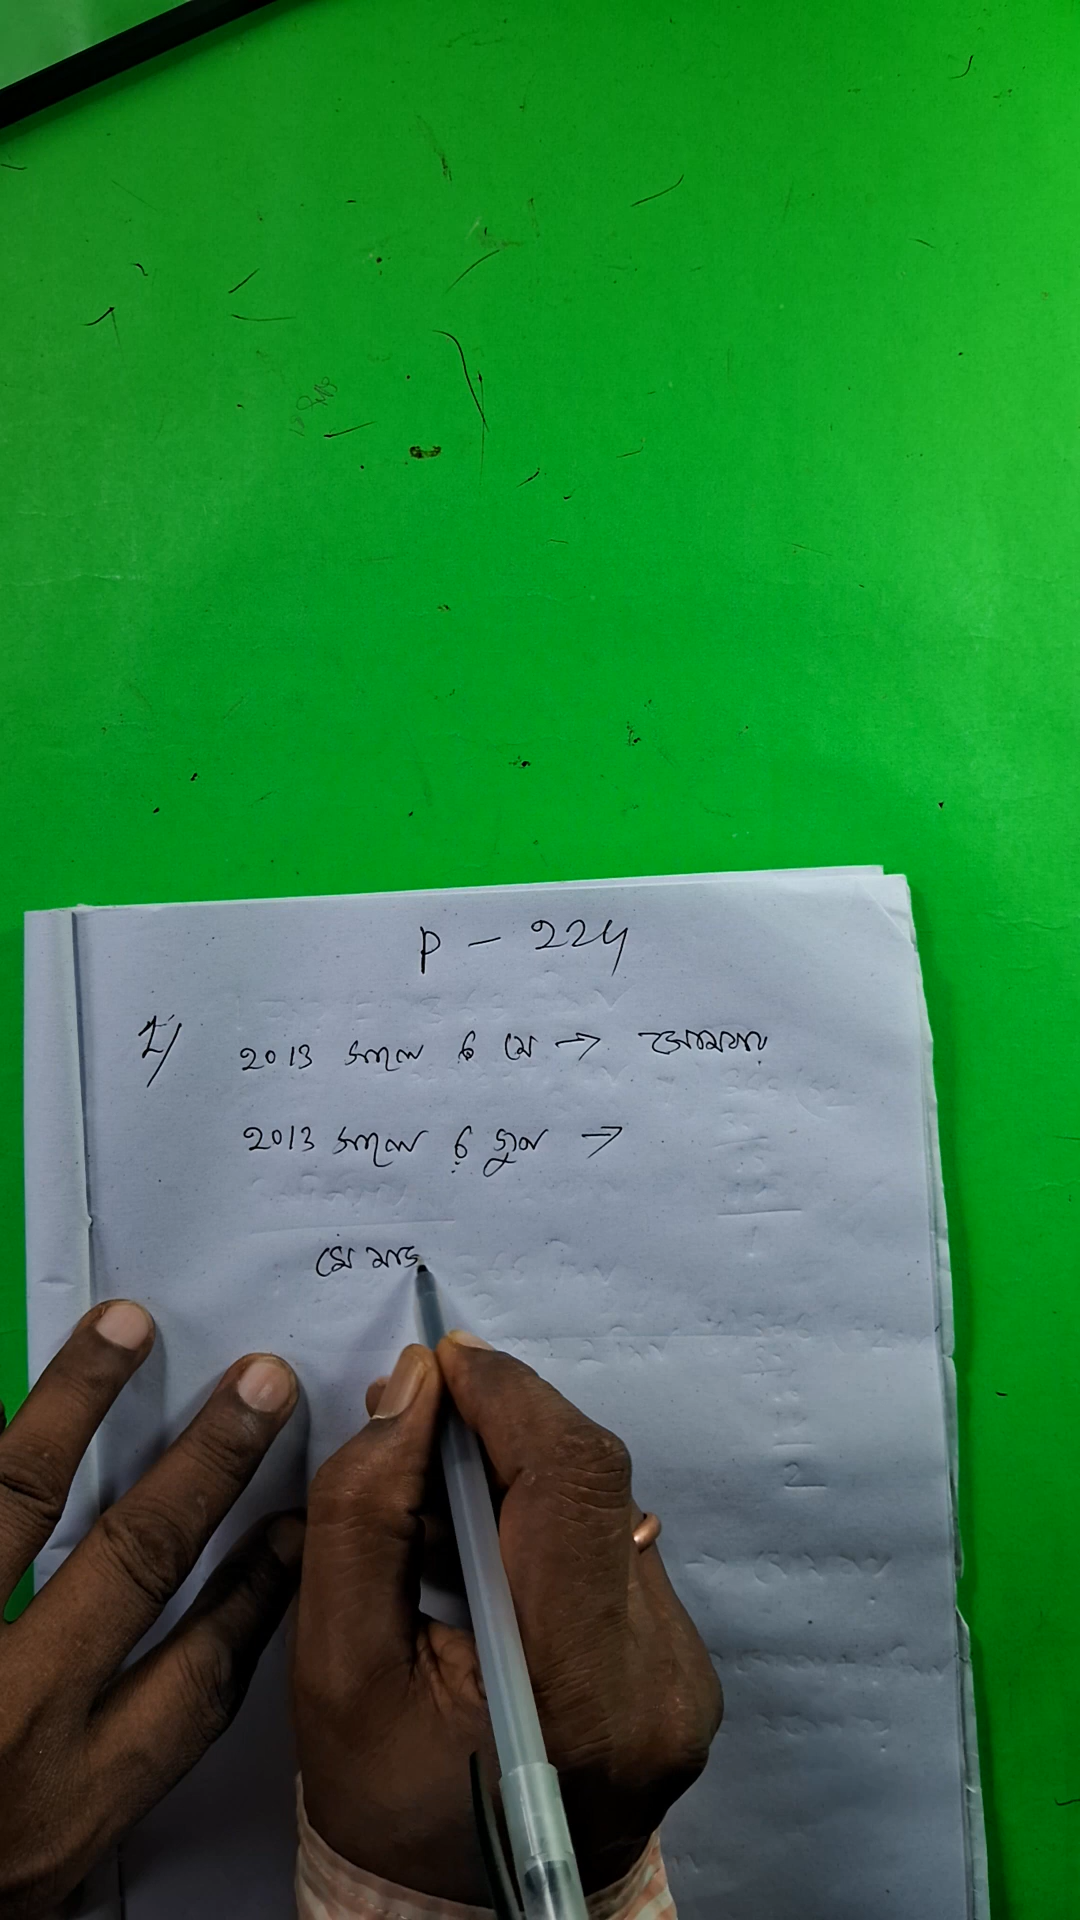 P - 224
1/ 2013 সালে 6 মে → সোমবার
2013 সালে 6 জুন →
মে মাস